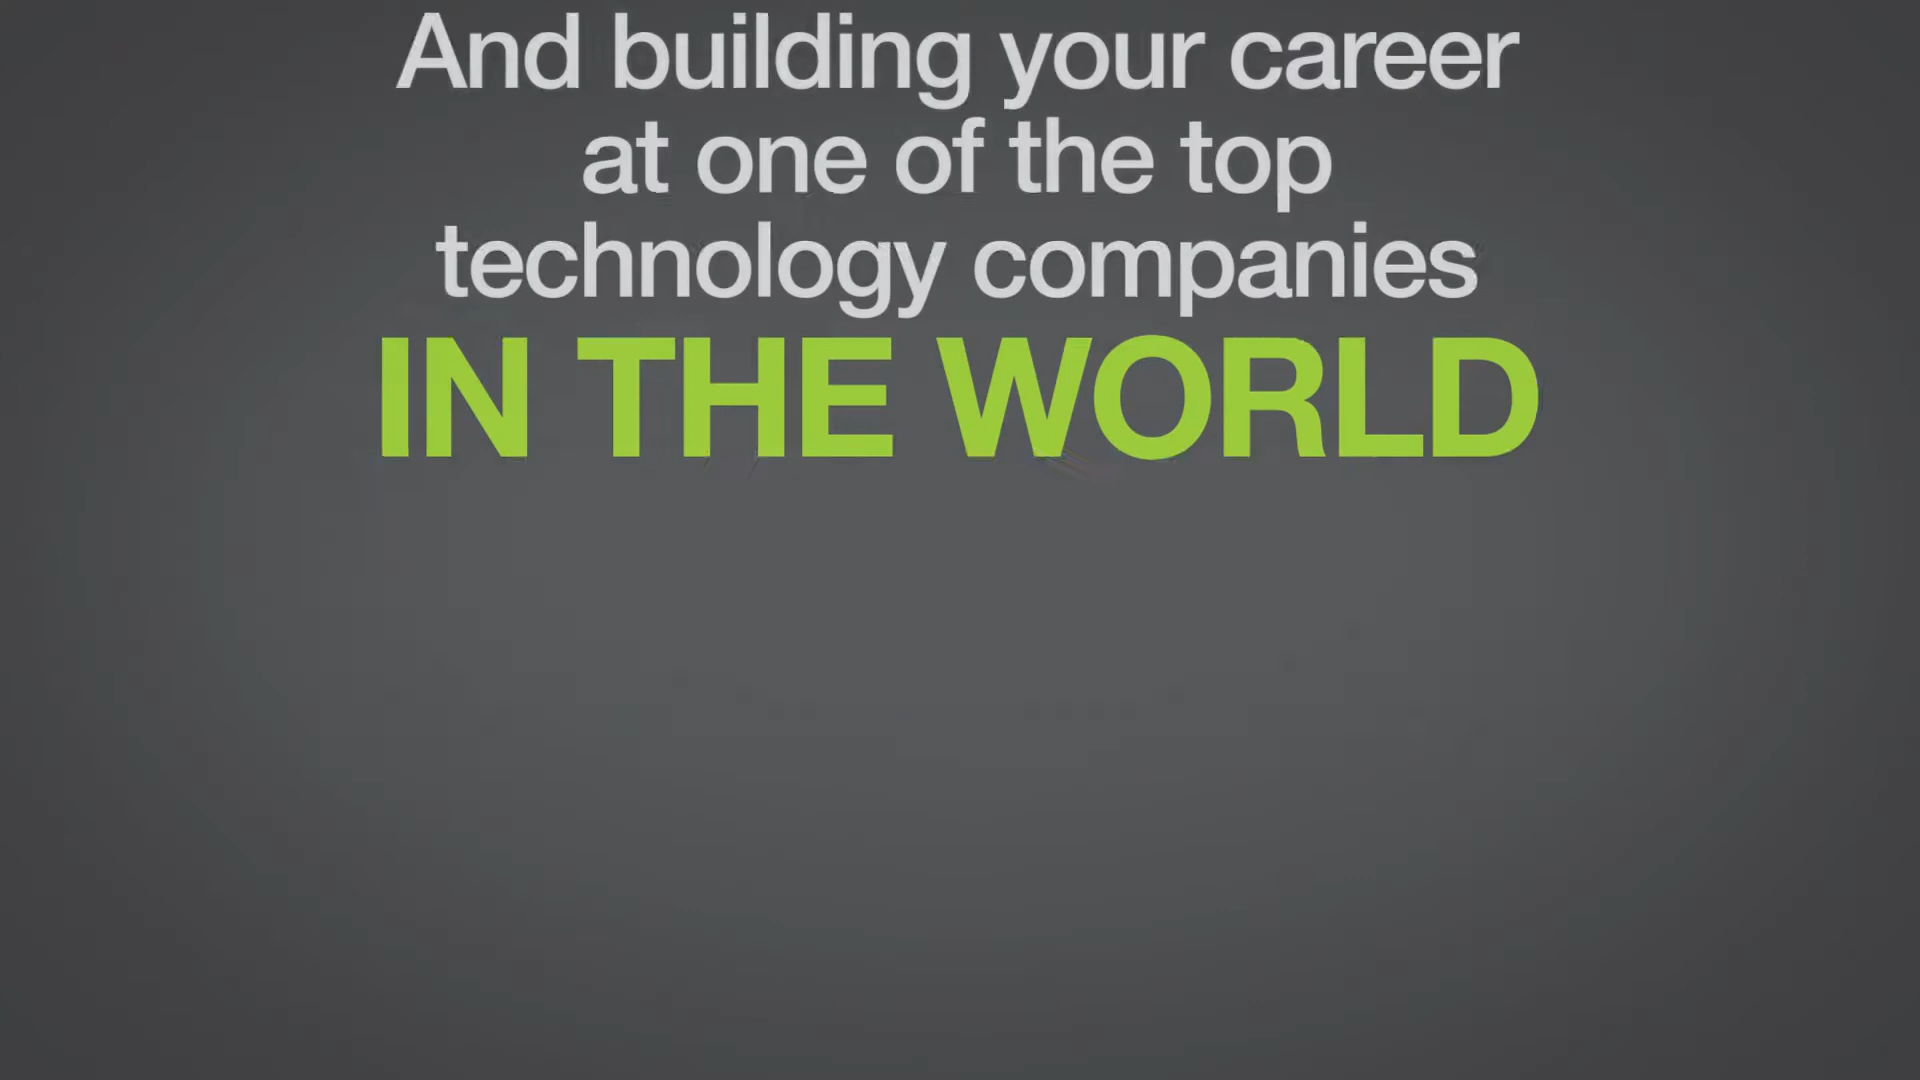 And building your career
at one of the top
technology companies
IN THE WORLD